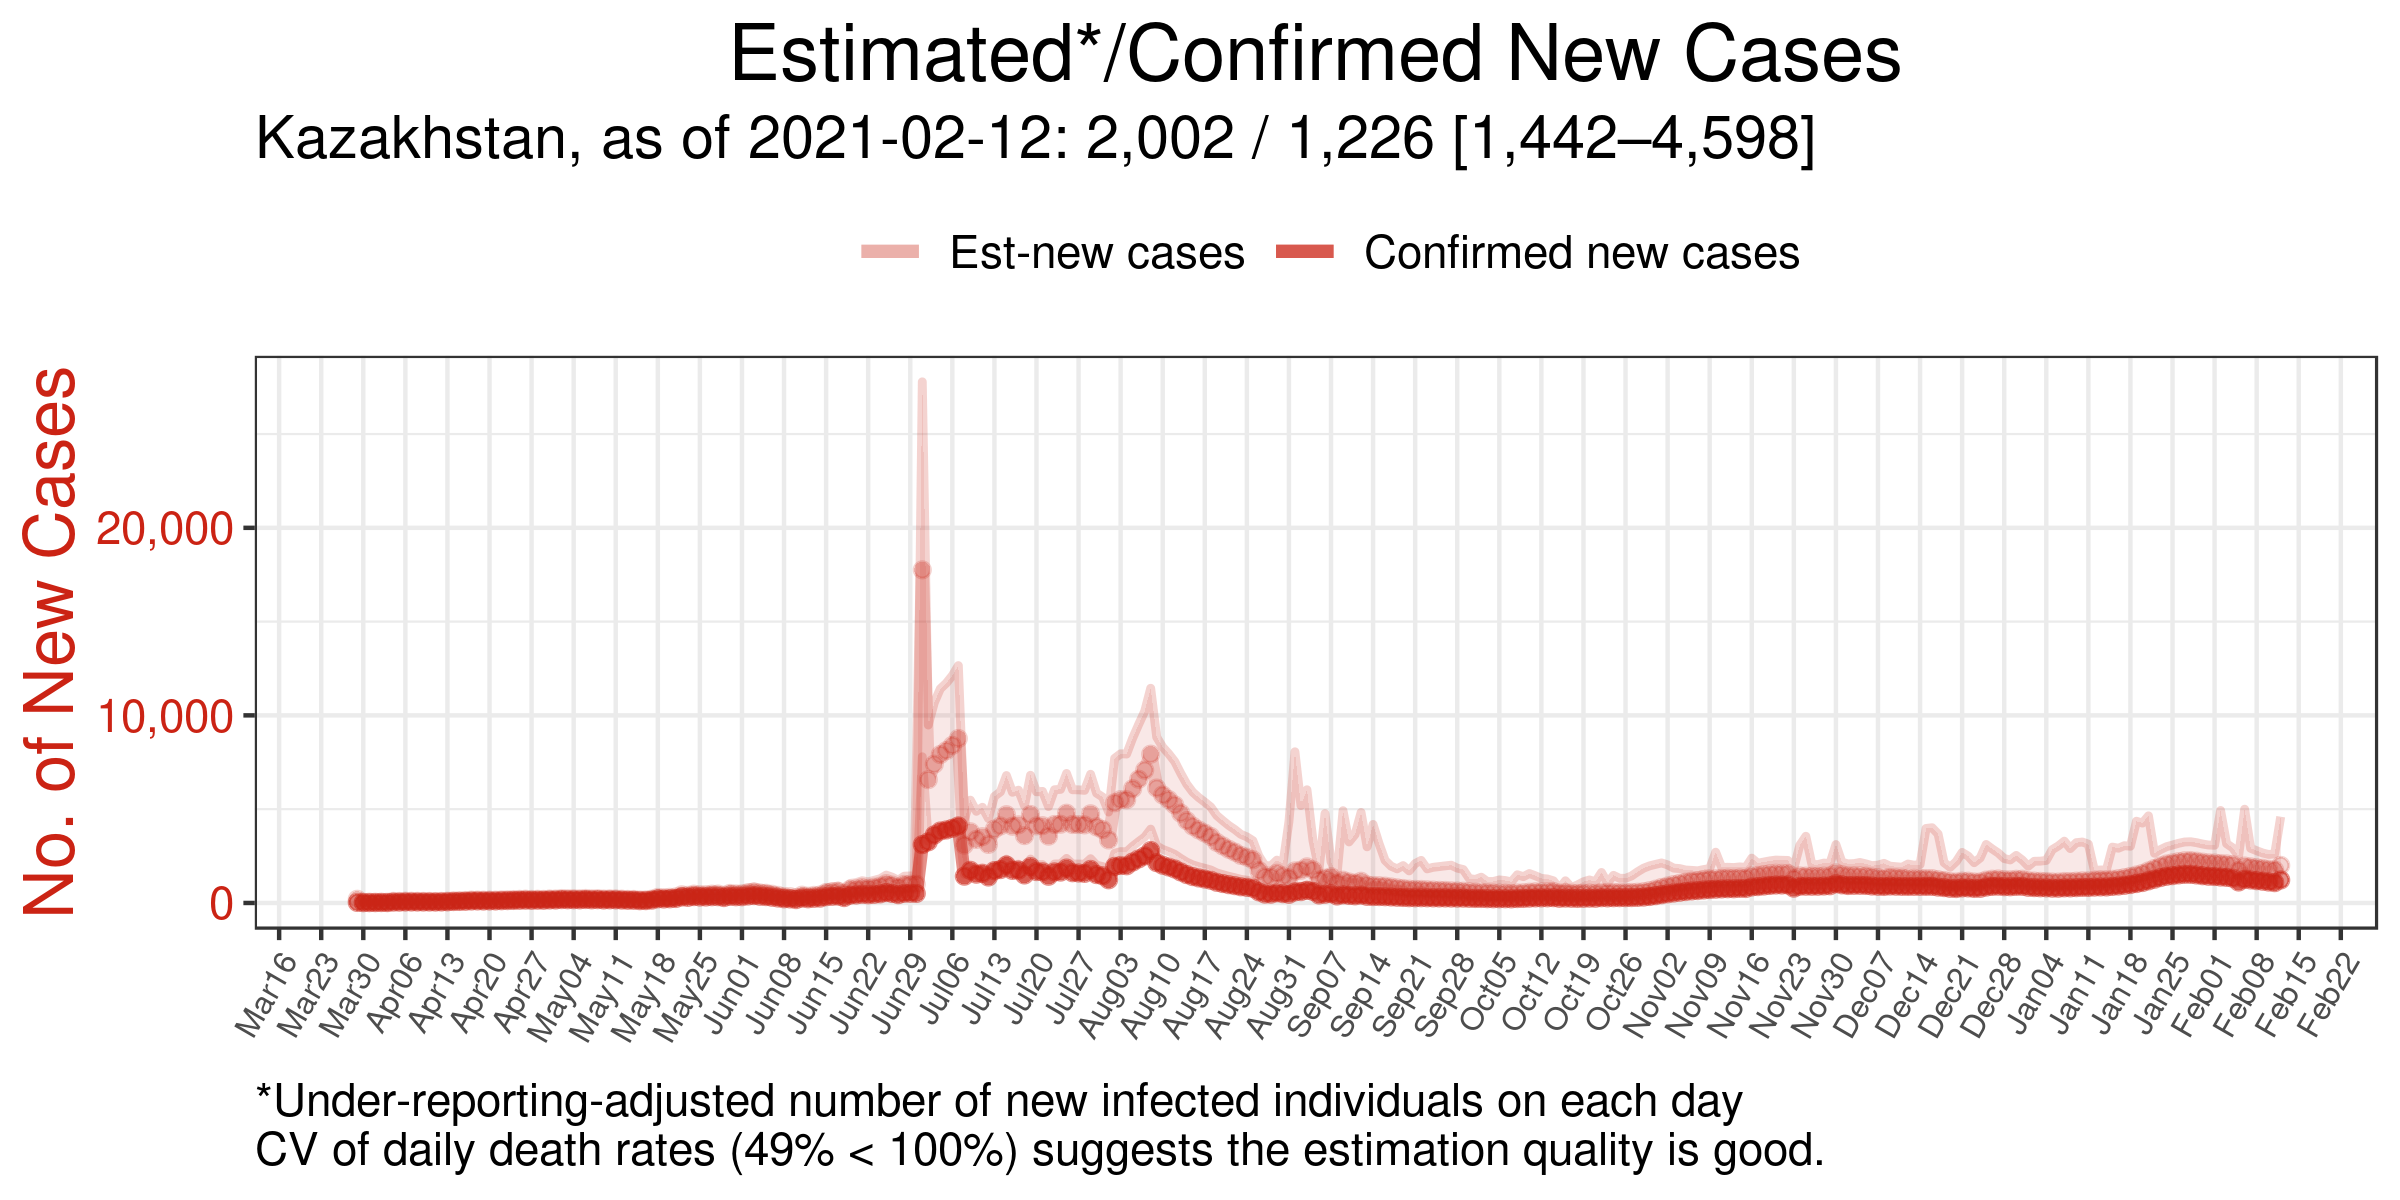 Estimated*/Confirmed New Cases
Kazakhstan, as of 2021-02-12: 2,002 / 1,226 [1,442–4,598]
Est-new cases Confirmed new cases
No. of New Cases
20,000
10,000
0
Mar16 Mar23 Mar30 Apr06 Apr13 Apr20 Apr27 May04 May11 May18 May25 Jun01 Jun08 Jun15 Jun22 Jun29 Jul06 Jul13 Jul20 Jul27 Aug03 Aug10 Aug17 Aug24 Aug31 Sep07 Sep14 Sep21 Sep28 Oct05 Oct12 Oct19 Oct26 Nov02 Nov09 Nov16 Nov23 Nov30 Dec07 Dec14 Dec21 Dec28 Jan04 Jan11 Jan18 Jan25 Feb01 Feb08 Feb15 Feb22
*Under-reporting-adjusted number of new infected individuals on each day
CV of daily death rates (49% < 100%) suggests the estimation quality is good.